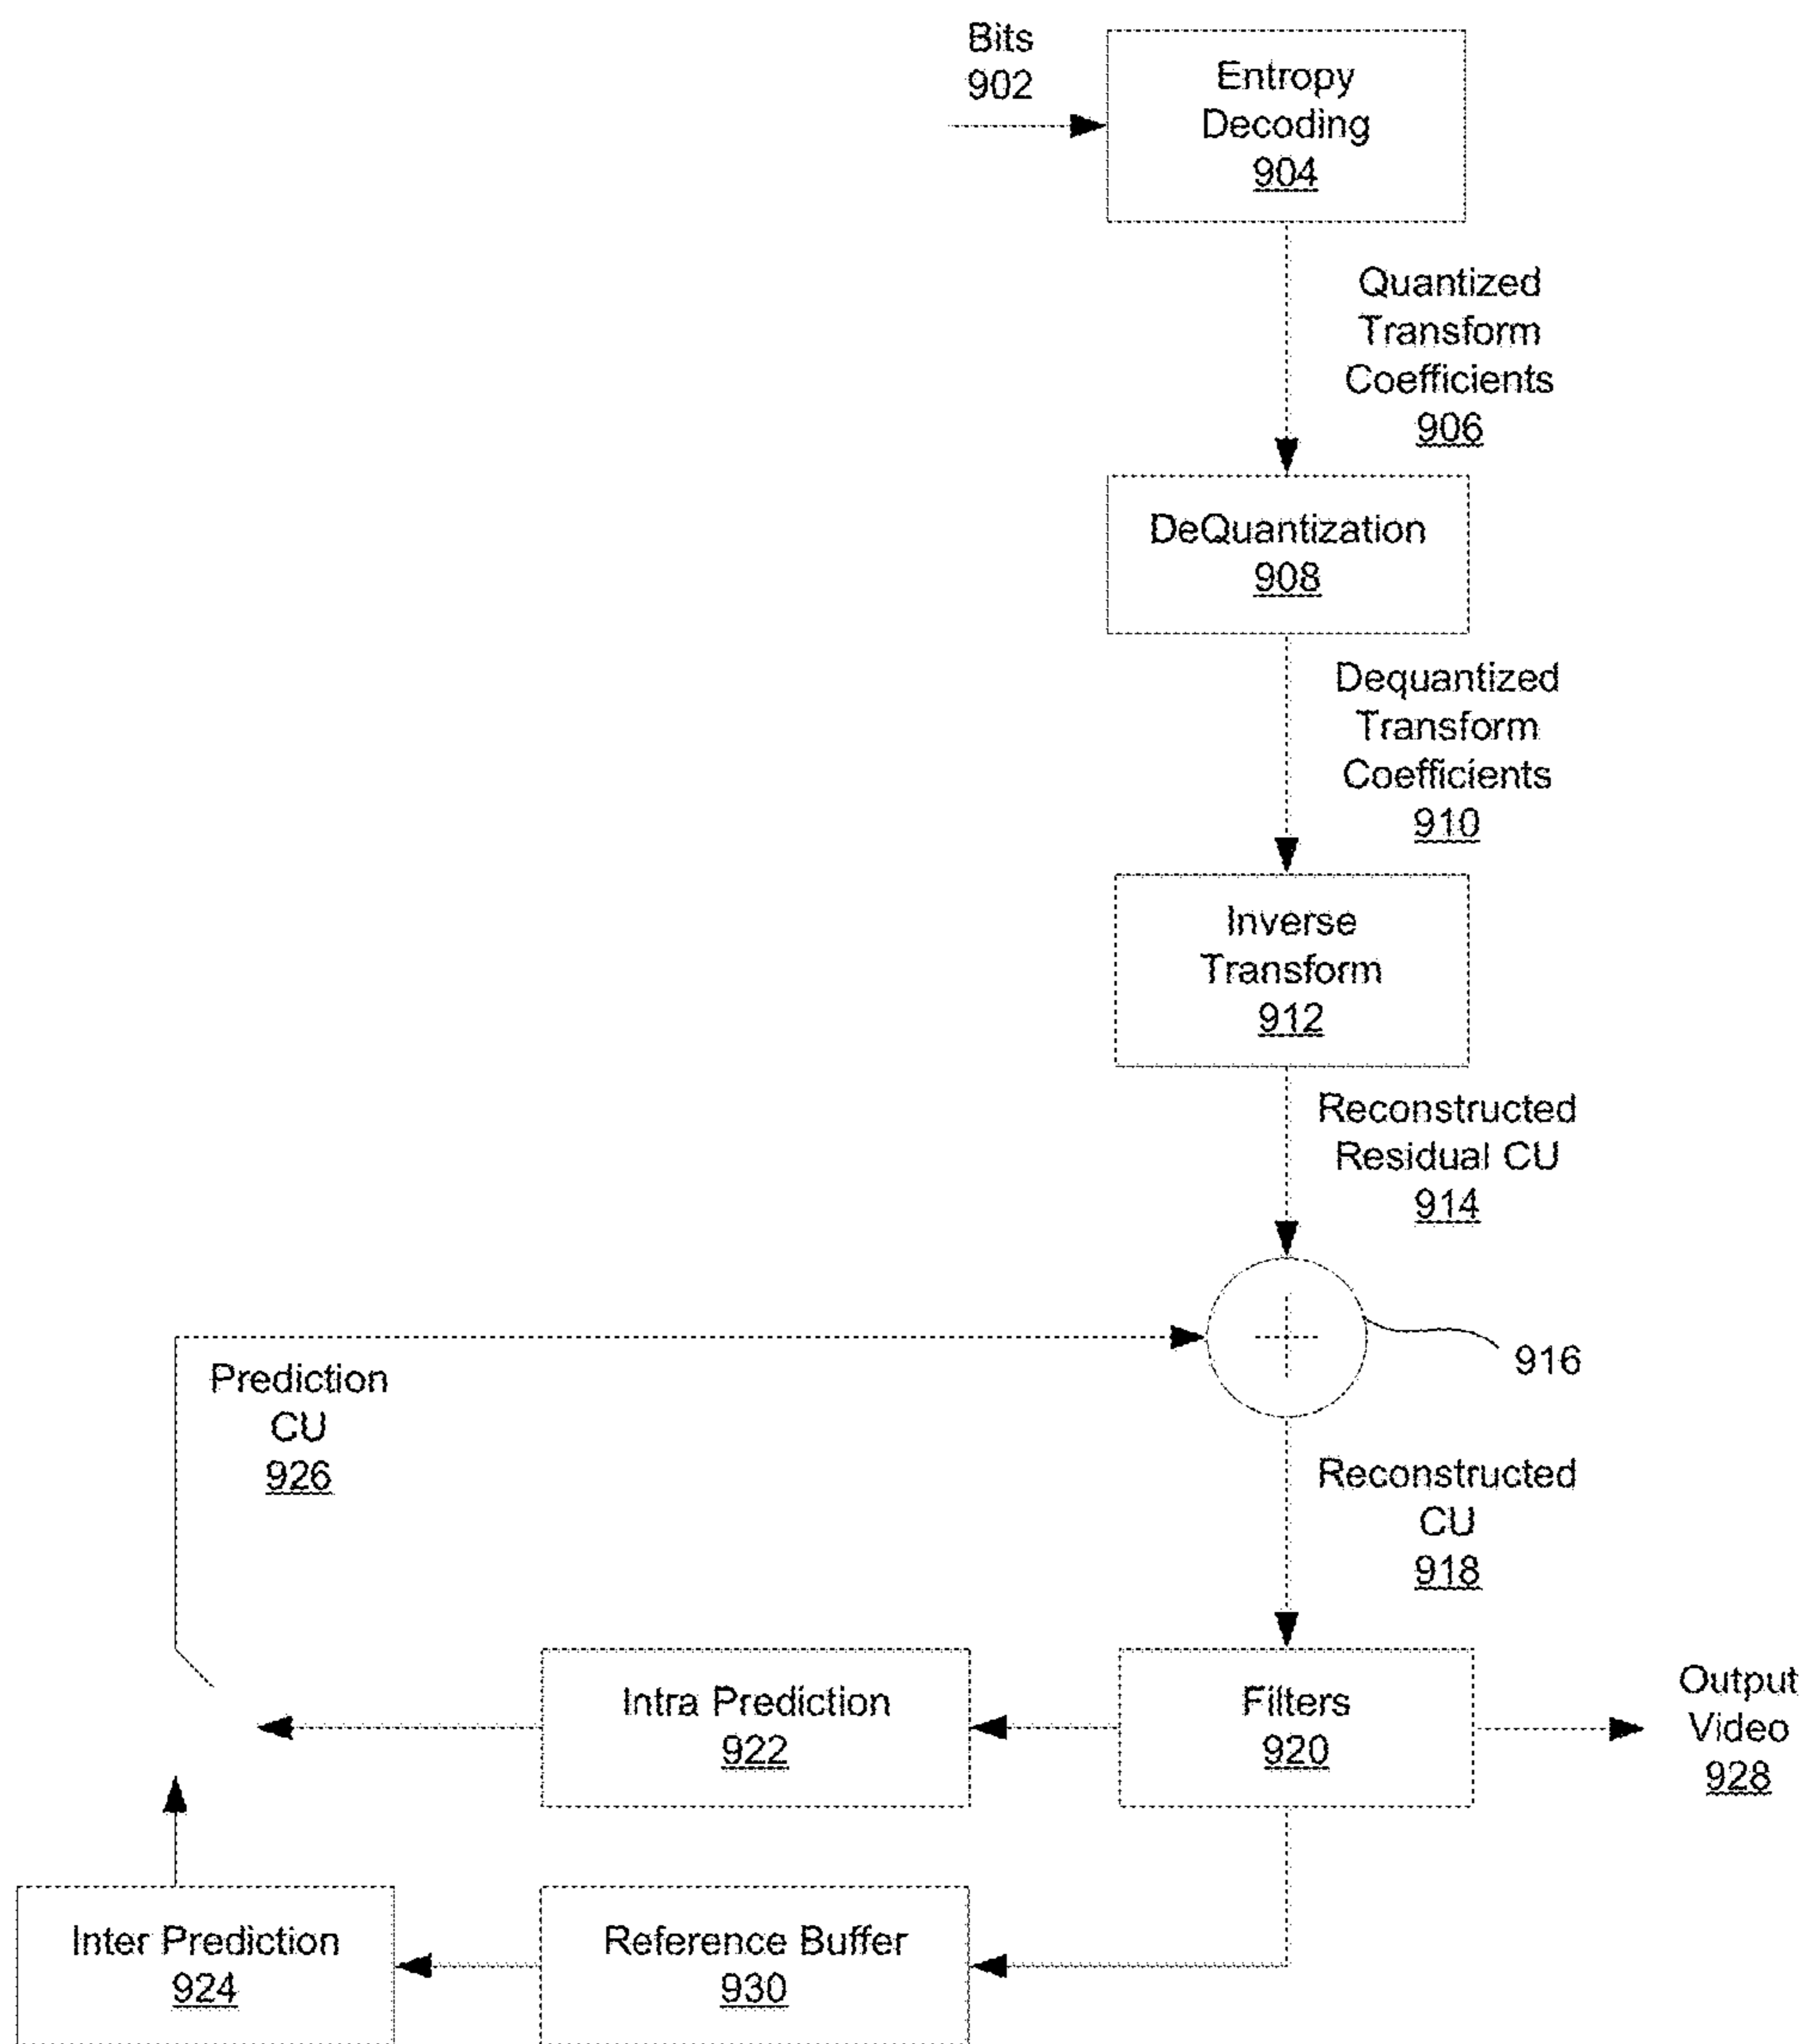 Bits
902
Entropy
Decoding
904
Quantized
Transform
Coefficients
906
DeQuantization
908
Dequantized
Transform
Coefficients
910
Inverse
Transform
912
Reconstructed
Residual CU
914
916
Prediction
CU
926
Reconstructed
CU
918
Intra Prediction
922
Filters
920
Output
Video
928
Inter Prediction
924
Reference Buffer
930